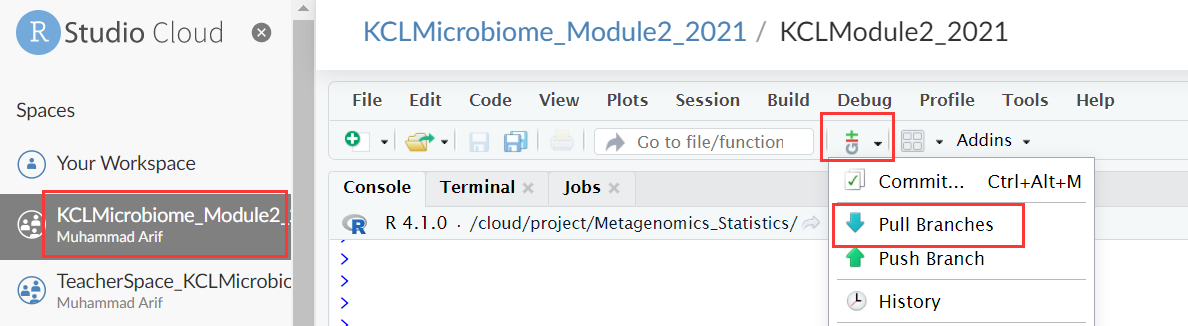 R Studio Cloud
KCLMicrobiome_Module2_2021 / KCLModule2_2021
Spaces
Your Workspace
KCLMicrobiome_Module2_
Muhammad Arif
TeacherSpace_KCLMicrobio
Muhammad Arif
File Edit Code View Plots Session Build Debug Profile Tools Help
Go to file/function
Addins
Console Terminal Jobs
R 4.1.0 · /cloud/project/Metagenomics_Statistics/
>
>
>
>
>
Commit... Ctrl+Alt+M
Pull Branches
Push Branch
History